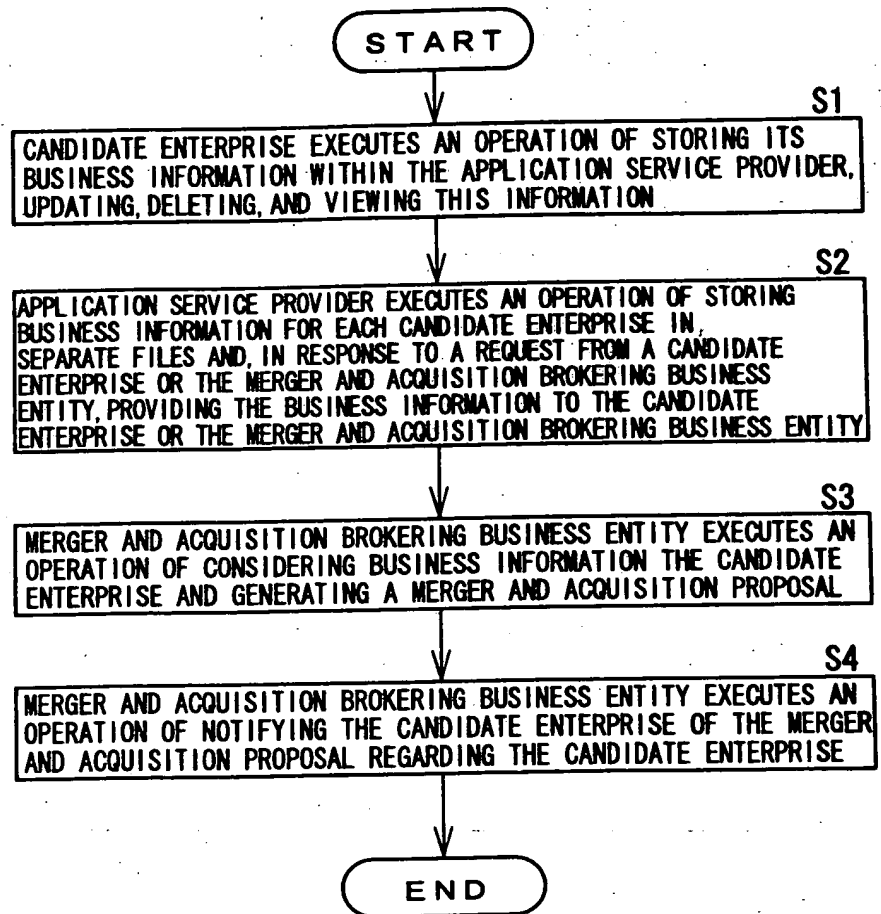 START
S1
CANDIDATE ENTERPRISE EXECUTES AN OPERATION OF STORING ITS
BUSINESS INFORMATION WITHIN THE APPLICATION SERVICE PROVIDER,
UPDATING, DELETING, AND VIEWING THIS INFORMATION
S2
APPLICATION SERVICE PROVIDER EXECUTES AN OPERATION OF STORING
BUSINESS INFORMATION FOR EACH CANDIDATE ENTERPRISE IN,
SEPARATE FILES AND, IN RESPONSE TO A REQUEST FROM A CANDIDATE
ENTERPRISE OR THE MERGER AND ACQUISITION BROKERING BUSINESS
ENTITY, PROVIDING THE BUSINESS INFORMATION TO THE CANDIDATE
ENTERPRISE OR THE MERGER AND ACQUISITION BROKERING BUSINESS ENTITY
S3
MERGER AND ACQUISITION BROKERING BUSINESS ENTITY EXECUTES AN
OPERATION OF CONSIDERING BUSINESS INFORMATION THE CANDIDATE
ENTERPRISE AND GENERATING A MERGER AND ACQUISITION PROPOSAL
S4
MERGER AND ACQUISITION BROKERING BUSINESS ENTITY EXECUTES AN
OPERATION OF NOTIFYING THE CANDIDATE ENTERPRISE OF THE MERGER
AND ACQUISITION PROPOSAL REGARDING THE CANDIDATE ENTERPRISE
END